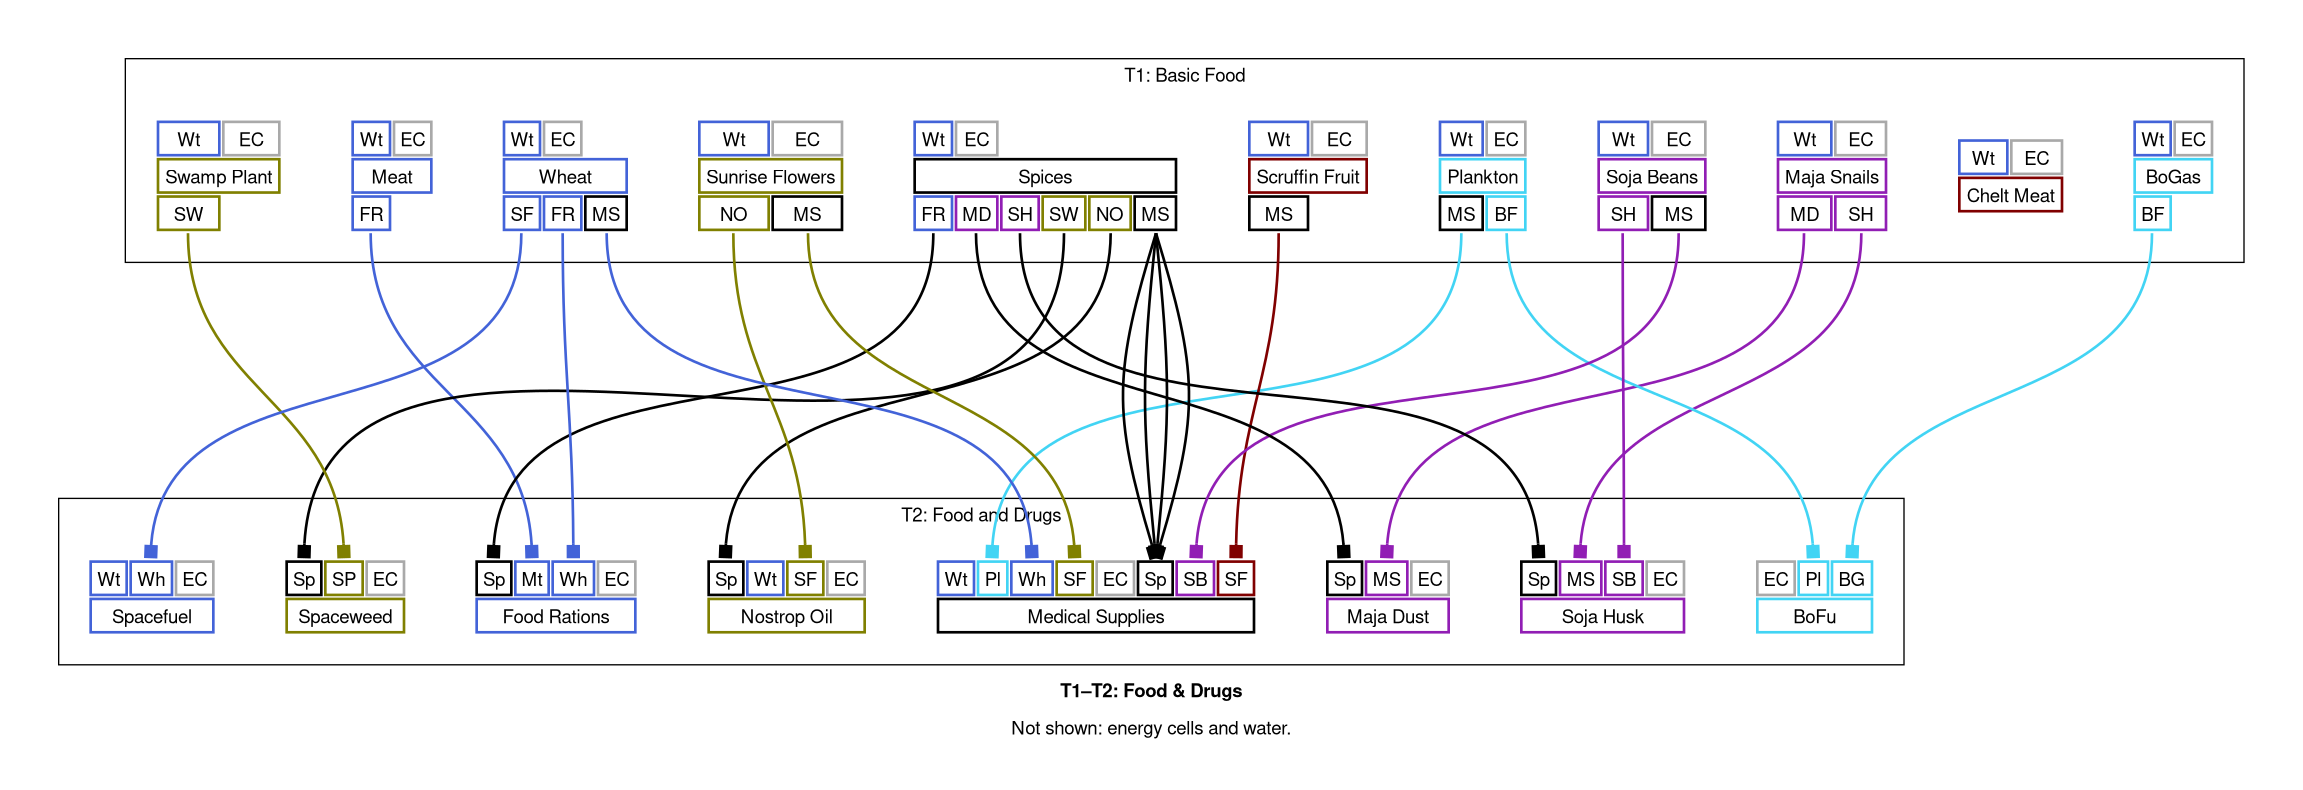 T1: Basic Food
Wt EC Wt EC Wt EC Wt EC Wt EC Wt EC Wt EC Wt EC Wt EC Wt EC Wt EC
Swamp Plant Meat Wheat Sunrise Flowers Spices Scruffin Fruit Plankton Soja Beans Maja Snails Chelt Meat BoGas
SW FR SF FR MS NO MS FR MD SH SW NO MS MS MS BF SH MS MD SH BF
T2: Food and Drugs
Wt Wh EC Sp SP EC Sp Mt Wh EC Sp Wt SF EC Wt Pl Wh SF EC Sp SB SF Sp MS EC Sp MS SB EC EC Pl BG
Spacefuel Spaceweed Food Rations Nostrop Oil Medical Supplies Maja Dust Soja Husk BoFu
T1–T2: Food & Drugs
Not shown: energy cells and water.